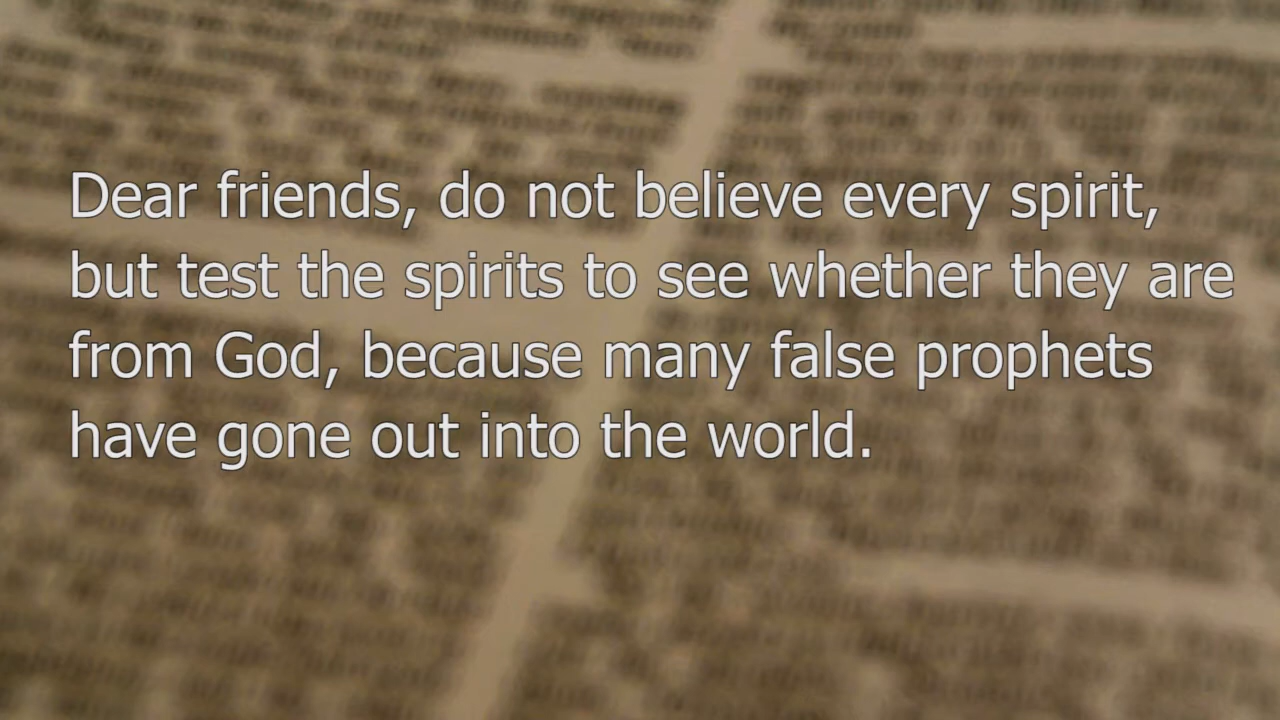 Dear friends, do not believe every spirit,
but test the spirits to see whether they are
from God, because many false prophets
have gone out into the world.